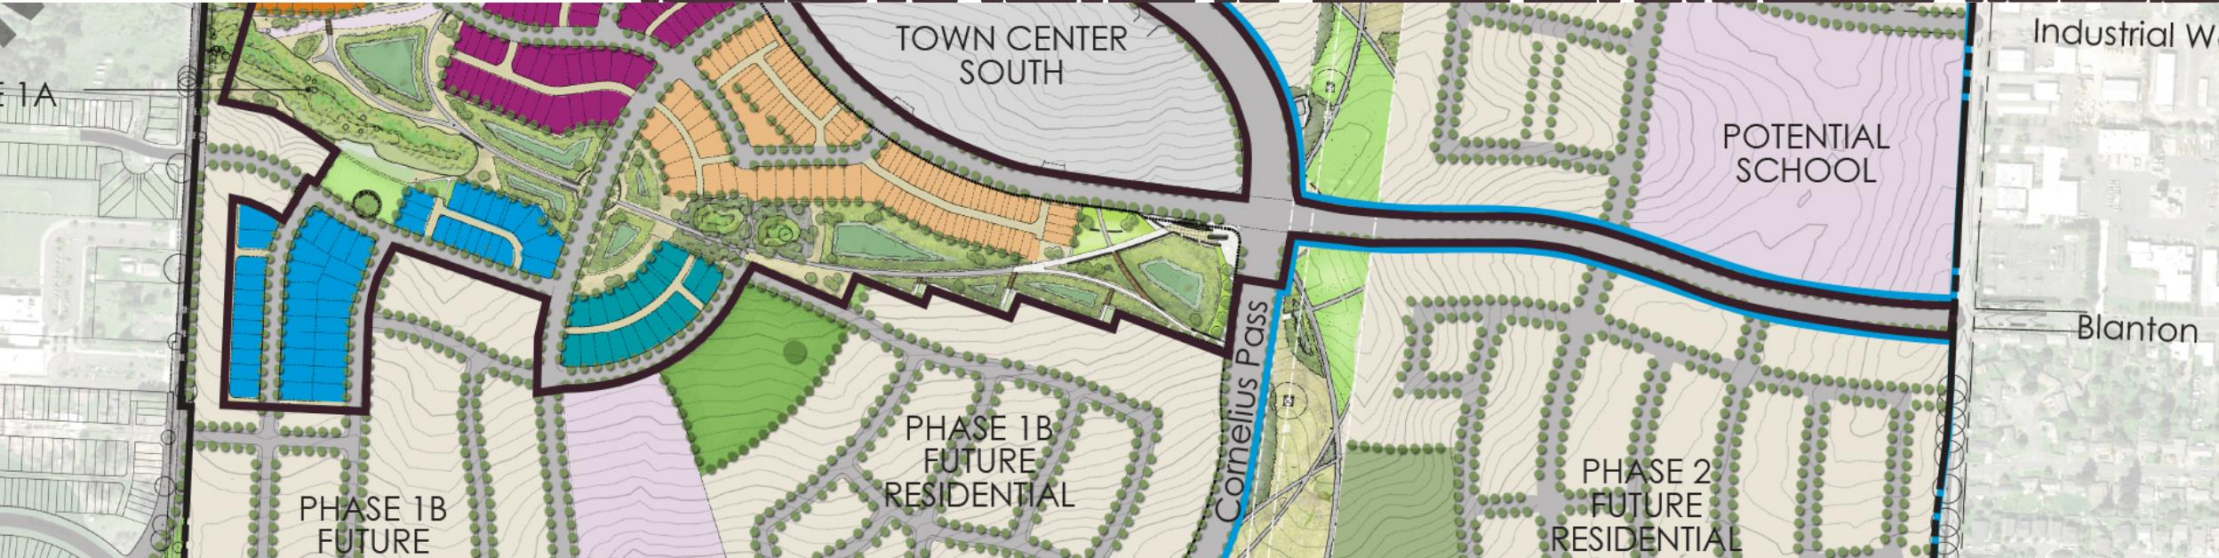 TOWN CENTER
SOUTH
Industrial W
E 1A
POTENTIAL
SCHOOL
Cornelius Pass
Blanton
PHASE 1B
FUTURE
RESIDENTIAL
PHASE 2
FUTURE
RESIDENTIAL
PHASE 1B
FUTURE